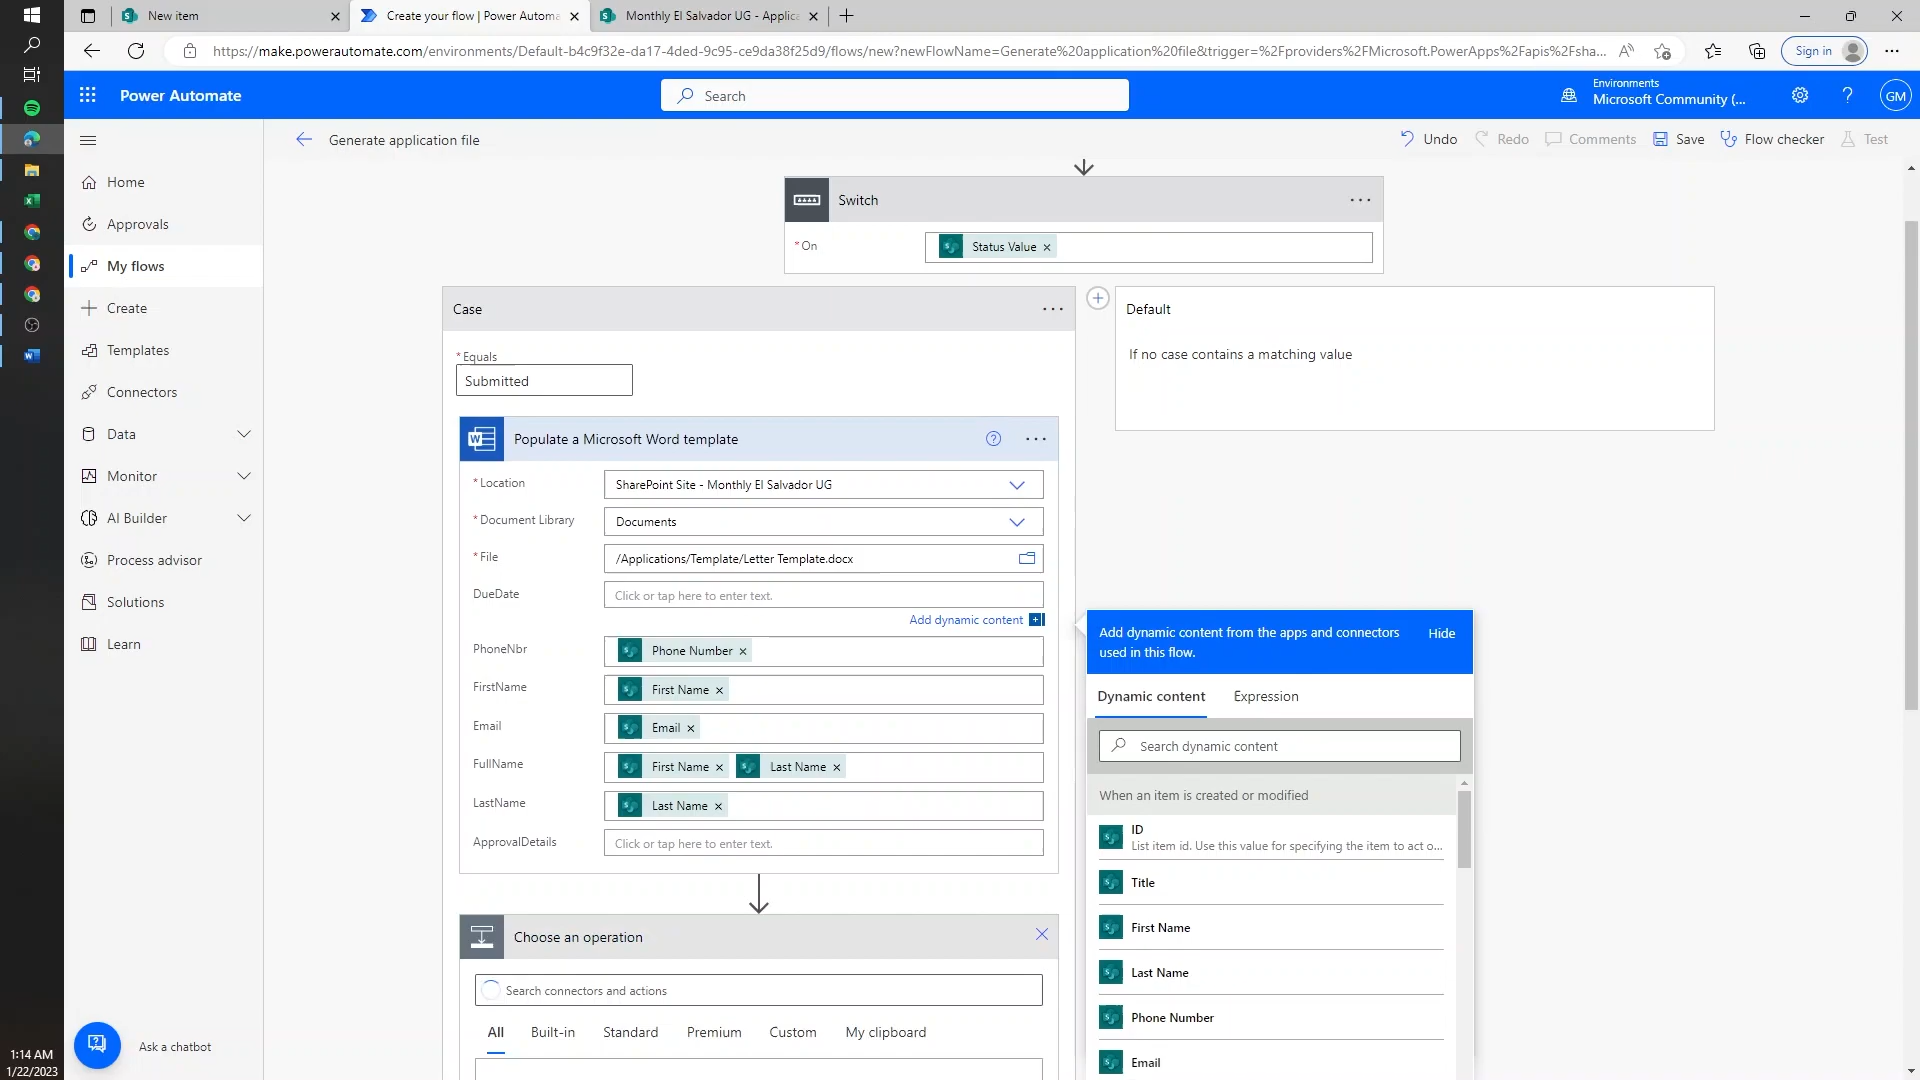 New item
Create your flow | Power Automa
Monthly El Salvador UG - Applica
https://make.powerautomate.com/environments/Default-b4c9f32e-da17-4ded-9c95-ce9da38f25d9/flows/new?newFlowName=Generate%20application%20file&trigger=%2Fproviders%2FMicrosoft.PowerApps%2Fapis%2Fsha...
Sign in
Power Automate
Search
Environments
Microsoft Community (...
GM
Generate application file
Undo
Redo
Comments
Save
Flow checker
Test
Home
Approvals
My flows
Create
Templates
Connectors
Data
Monitor
AI Builder
Process advisor
Solutions
Learn
Ask a chatbot
1:14 AM
1/22/2023
Switch
* On
Status Value
Case
* Equals
Submitted
Default
If no case contains a matching value
Populate a Microsoft Word template
* Location
SharePoint Site - Monthly El Salvador UG
* Document Library
Documents
* File
/Applications/Template/Letter Template.docx
DueDate
Click or tap here to enter text.
Add dynamic content
PhoneNbr
Phone Number
FirstName
First Name
Email
Email
FullName
First Name Last Name
LastName
Last Name
ApprovalDetails
Click or tap here to enter text.
Choose an operation
Search connectors and actions
All Built-in Standard Premium Custom My clipboard
Add dynamic content from the apps and connectors
used in this flow.
Hide
Dynamic content
Expression
Search dynamic content
When an item is created or modified
ID
List item id. Use this value for specifying the item to act o...
Title
First Name
Last Name
Phone Number
Email